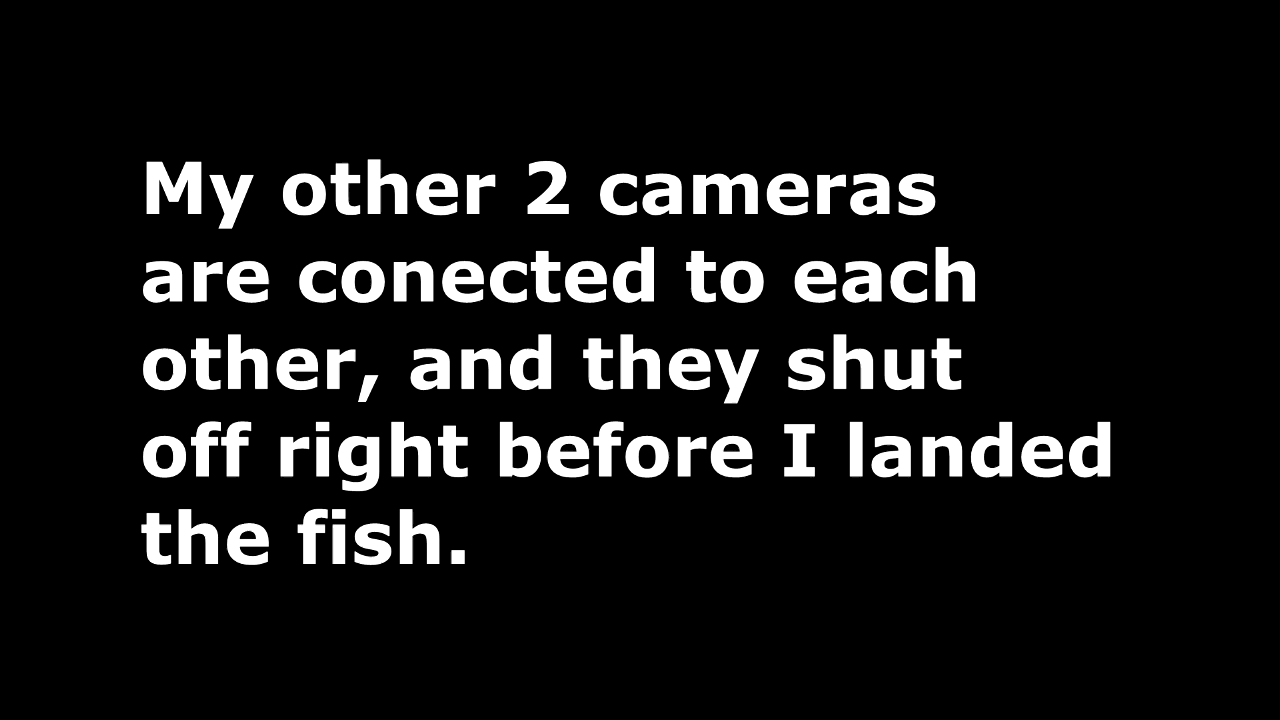 My other 2 cameras
are conected to each
other, and they shut
off right before I landed
the fish.